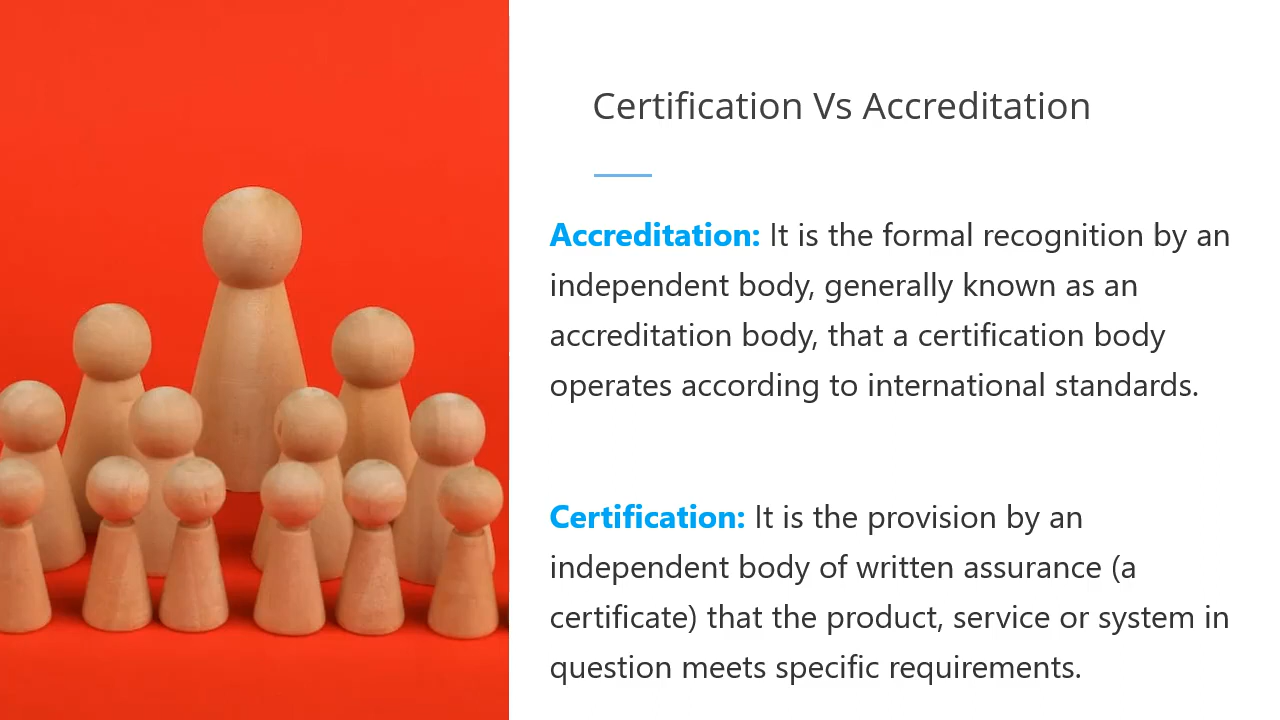 Certification Vs Accreditation
Accreditation: It is the formal recognition by an
independent body, generally known as an
accreditation body, that a certification body
operates according to international standards.
Certification: It is the provision by an
independent body of written assurance (a
certificate) that the product, service or system in
question meets specific requirements.